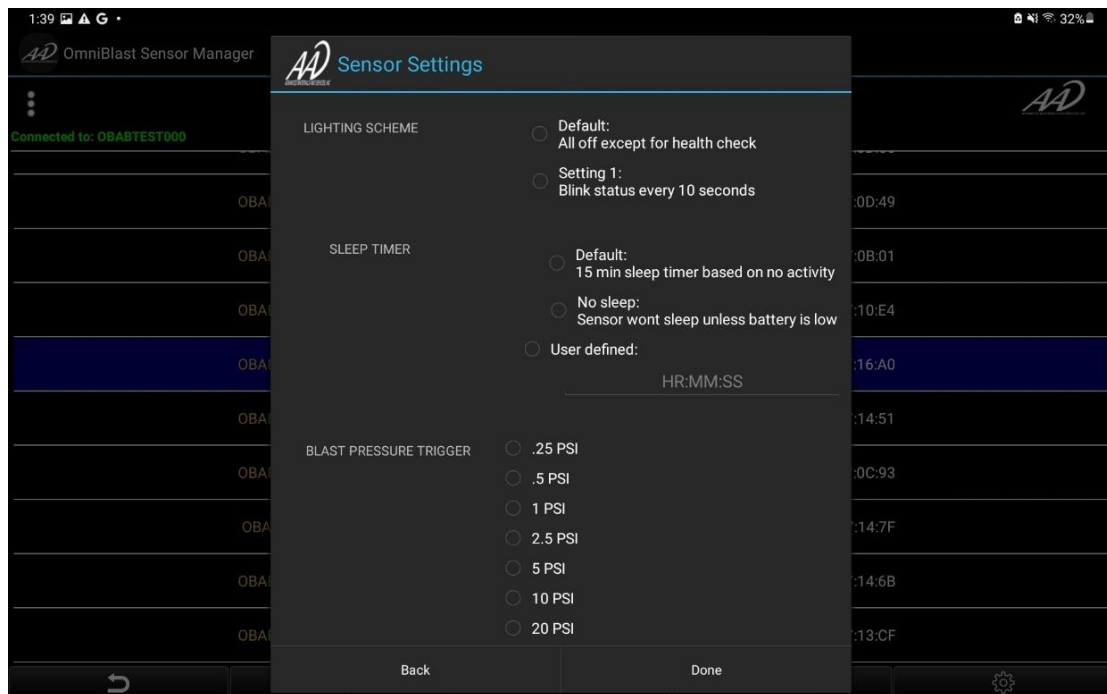 1:39
G
32%
OmniBlast Sensor Manager
Sensor Settings
Connected to: OBABTEST000
LIGHTING SCHEME
Default:
All off except for health check
Setting 1:
Blink status every 10 seconds
SLEEP TIMER
Default:
15 min sleep timer based on no activity
No sleep:
Sensor wont sleep unless battery is low
User defined:
HR:MM:SS
BLAST PRESSURE TRIGGER
.25 PSI
.5 PSI
1 PSI
2.5 PSI
5 PSI
10 PSI
20 PSI
Back
Done
OBA
:0D:49
OBA
:0B:01
OBA
:10:E4
OBA
:16:A0
OBA
:14:51
OBA
:0C:93
OBA
:14:7F
OBA
:14:6B
OBA
:13:CF